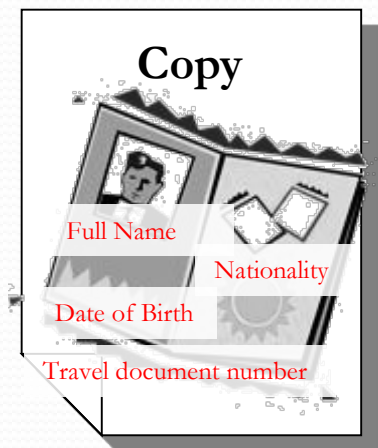 Copy
Full Name
Nationality
Date of Birth
Travel document number